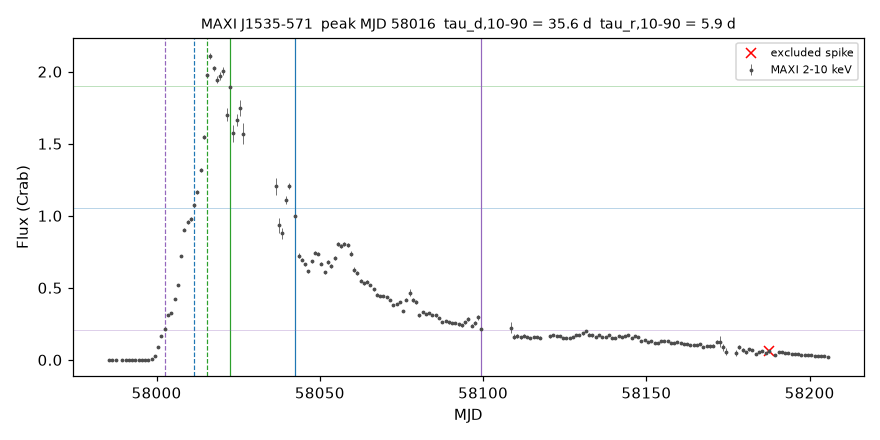 MAXI J1535-571  peak MJD 58016  tau_d,10-90 = 35.6 d  tau_r,10-90 = 5.9 d
excluded spike
MAXI 2-10 keV
Flux (Crab)
2.0
1.5
1.0
0.5
0.0
58000
58050
58100
58150
58200
MJD